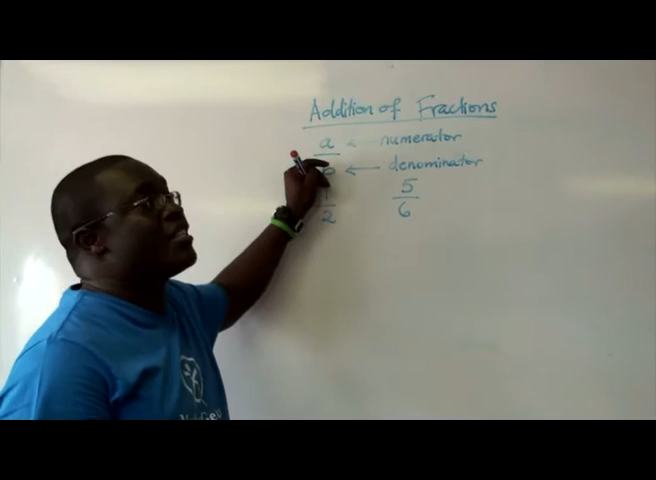 Addition of Fractions
a ← numerator
b ← denominator
1/2 5/6